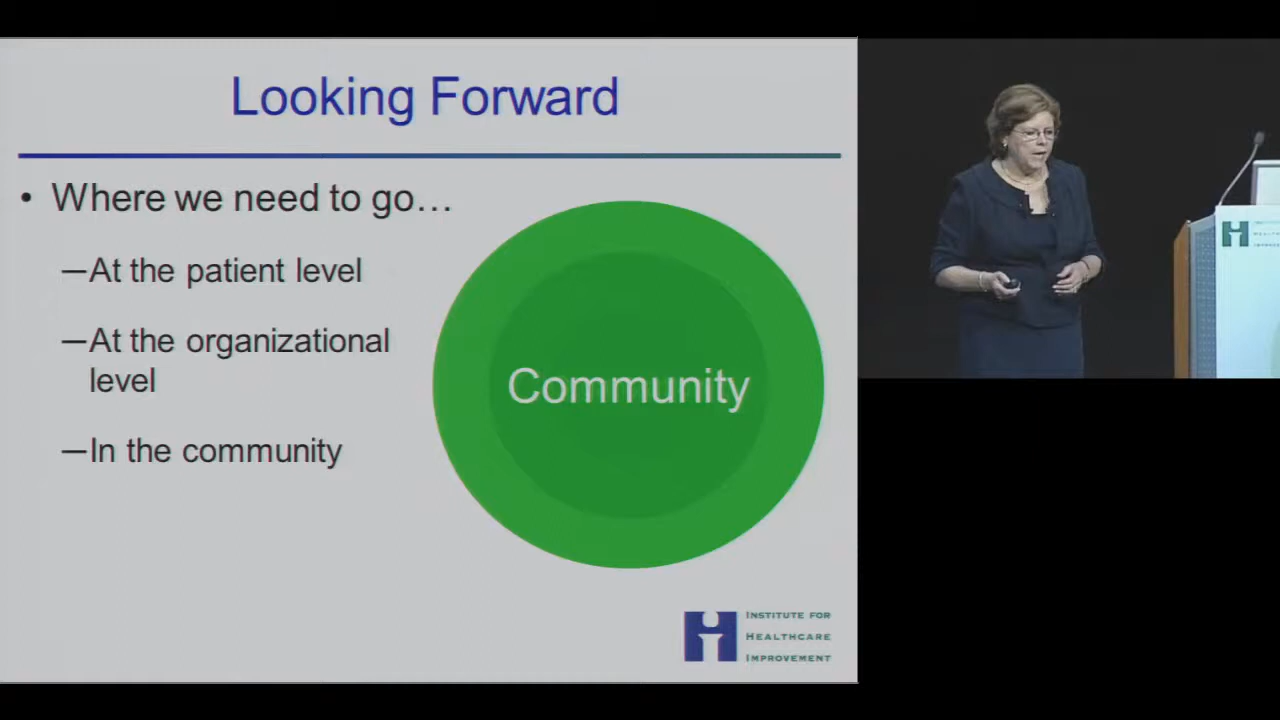 Looking Forward
• Where we need to go…
—At the patient level
—At the organizational
level
—In the community
Community
INSTITUTE FOR
HEALTHCARE
IMPROVEMENT